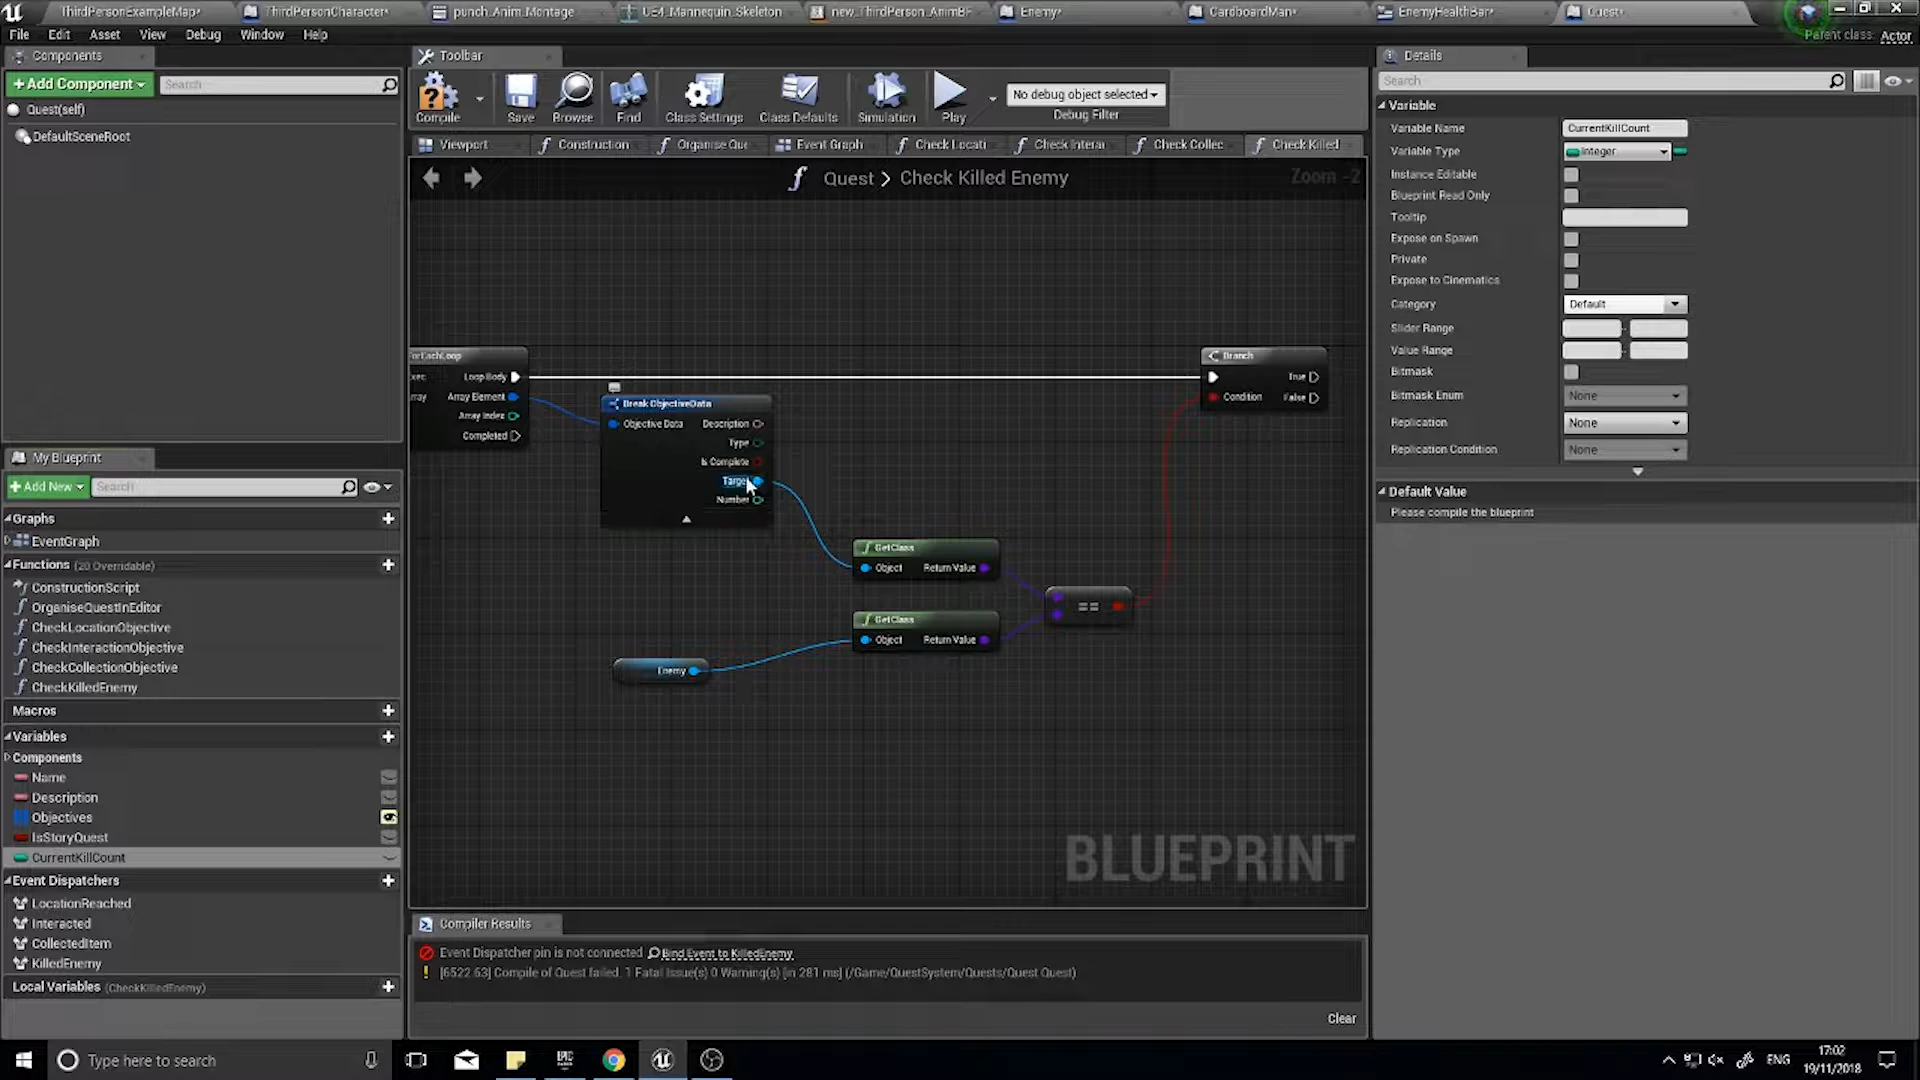 ThirdPersonExampleMap*
ThirdPersonCharacter*
punch_Anim_Montage
UE4_Mannequin_Skeleton
new_ThirdPerson_AnimBP
Enemy*
CardboardMan*
EnemyHealthBar*
Quest*
File Edit Asset View Debug Window Help
Parent class: Actor
Components
+Add Component
Search
Quest(self)
DefaultSceneRoot
Toolbar
Compile
Save
Browse
Find
Class Settings
Class Defaults
Simulation
Play
No debug object selected
Debug Filter
Viewport
Construction
Organise Que
Event Graph
Check Locati
Check Interac
Check Collec
Check Killed
Quest > Check Killed Enemy
Zoom -2
ForEachLoop
Exec Loop Body
Array Array Element
Array Index
Completed
Break ObjectiveData
Objective Data Description
Type
Is Complete
Target
Number
GetClass
Object Return Value
GetClass
Object Return Value
Enemy
==
Branch
True
Condition False
BLUEPRINT
My Blueprint
+Add New
Search
Graphs
EventGraph
Functions (20 Overridable)
ConstructionScript
OrganiseQuestInEditor
CheckLocationObjective
CheckInteractionObjective
CheckCollectionObjective
CheckKilledEnemy
Macros
Variables
Components
Name
Description
Objectives
IsStoryQuest
CurrentKillCount
Event Dispatchers
LocationReached
Interacted
CollectedItem
KilledEnemy
Local Variables (CheckKilledEnemy)
Compiler Results
Event Dispatcher pin is not connected Bind Event to KilledEnemy
[6522.63] Compile of Quest failed. 1 Fatal Issue(s) 0 Warning(s) [in 281 ms] (/Game/QuestSystem/Quests/Quest.Quest)
Clear
Details
Search
Variable
Variable Name CurrentKillCount
Variable Type Integer
Instance Editable
Blueprint Read Only
Tooltip
Expose on Spawn
Private
Expose to Cinematics
Category Default
Slider Range
Value Range
Bitmask
Bitmask Enum None
Replication None
Replication Condition None
Default Value
Please compile the blueprint
Type here to search
EPIC
ENG
17:02
19/11/2018